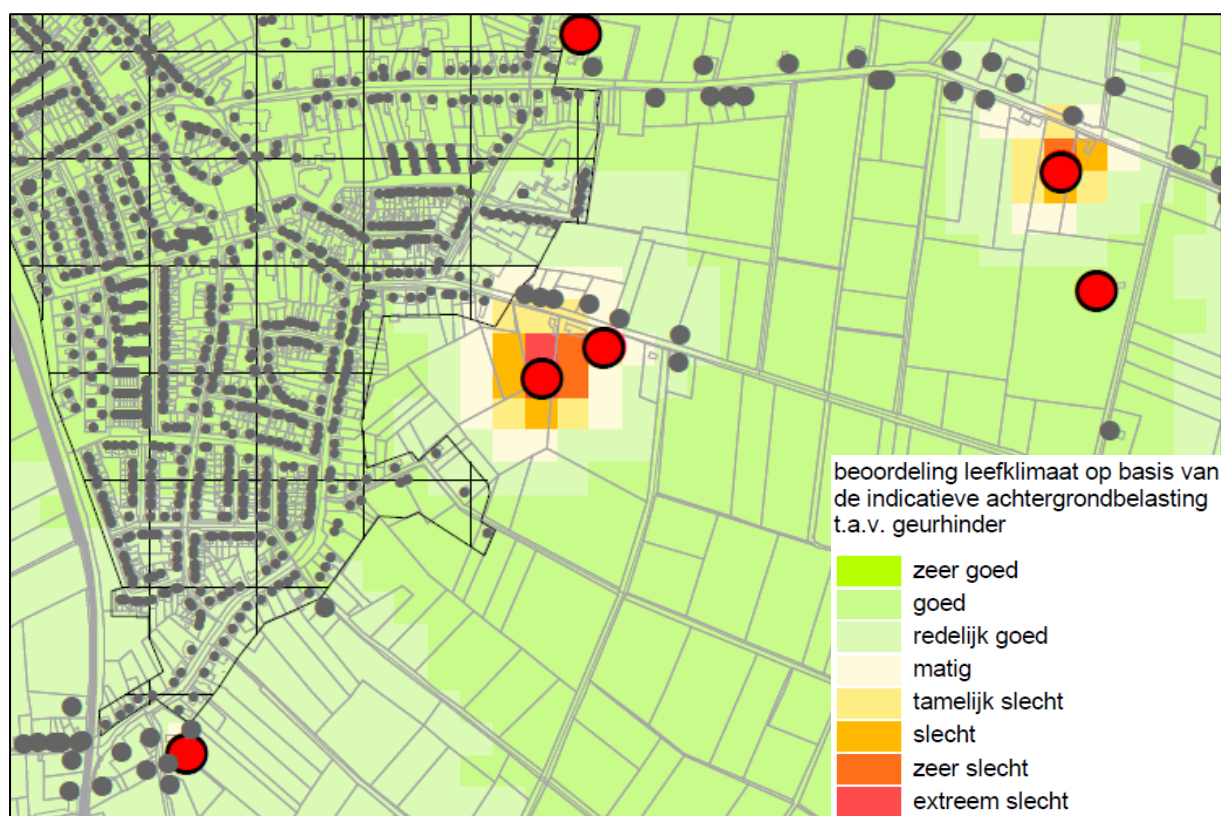 beoordeling leefklimaat op basis van
de indicatieve achtergrondbelasting
t.a.v. geurhinder
zeer goed
goed
redelijk goed
matig
tamelijk slecht
slecht
zeer slecht
extreem slecht